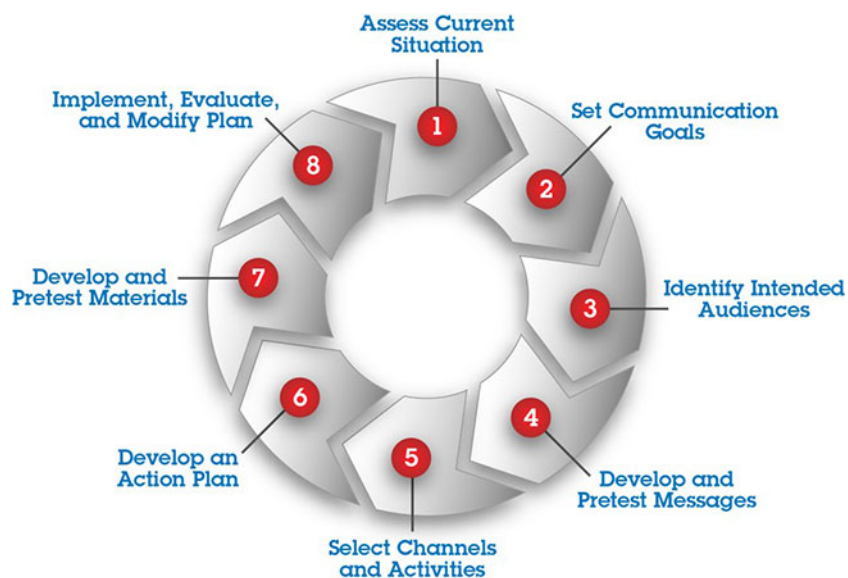 1
Assess Current
Situation
2
Set Communication
Goals
3
Identify Intended
Audiences
4
Develop and
Pretest Messages
5
Select Channels
and Activities
6
Develop an
Action Plan
7
Develop and
Pretest Materials
8
Implement, Evaluate,
and Modify Plan